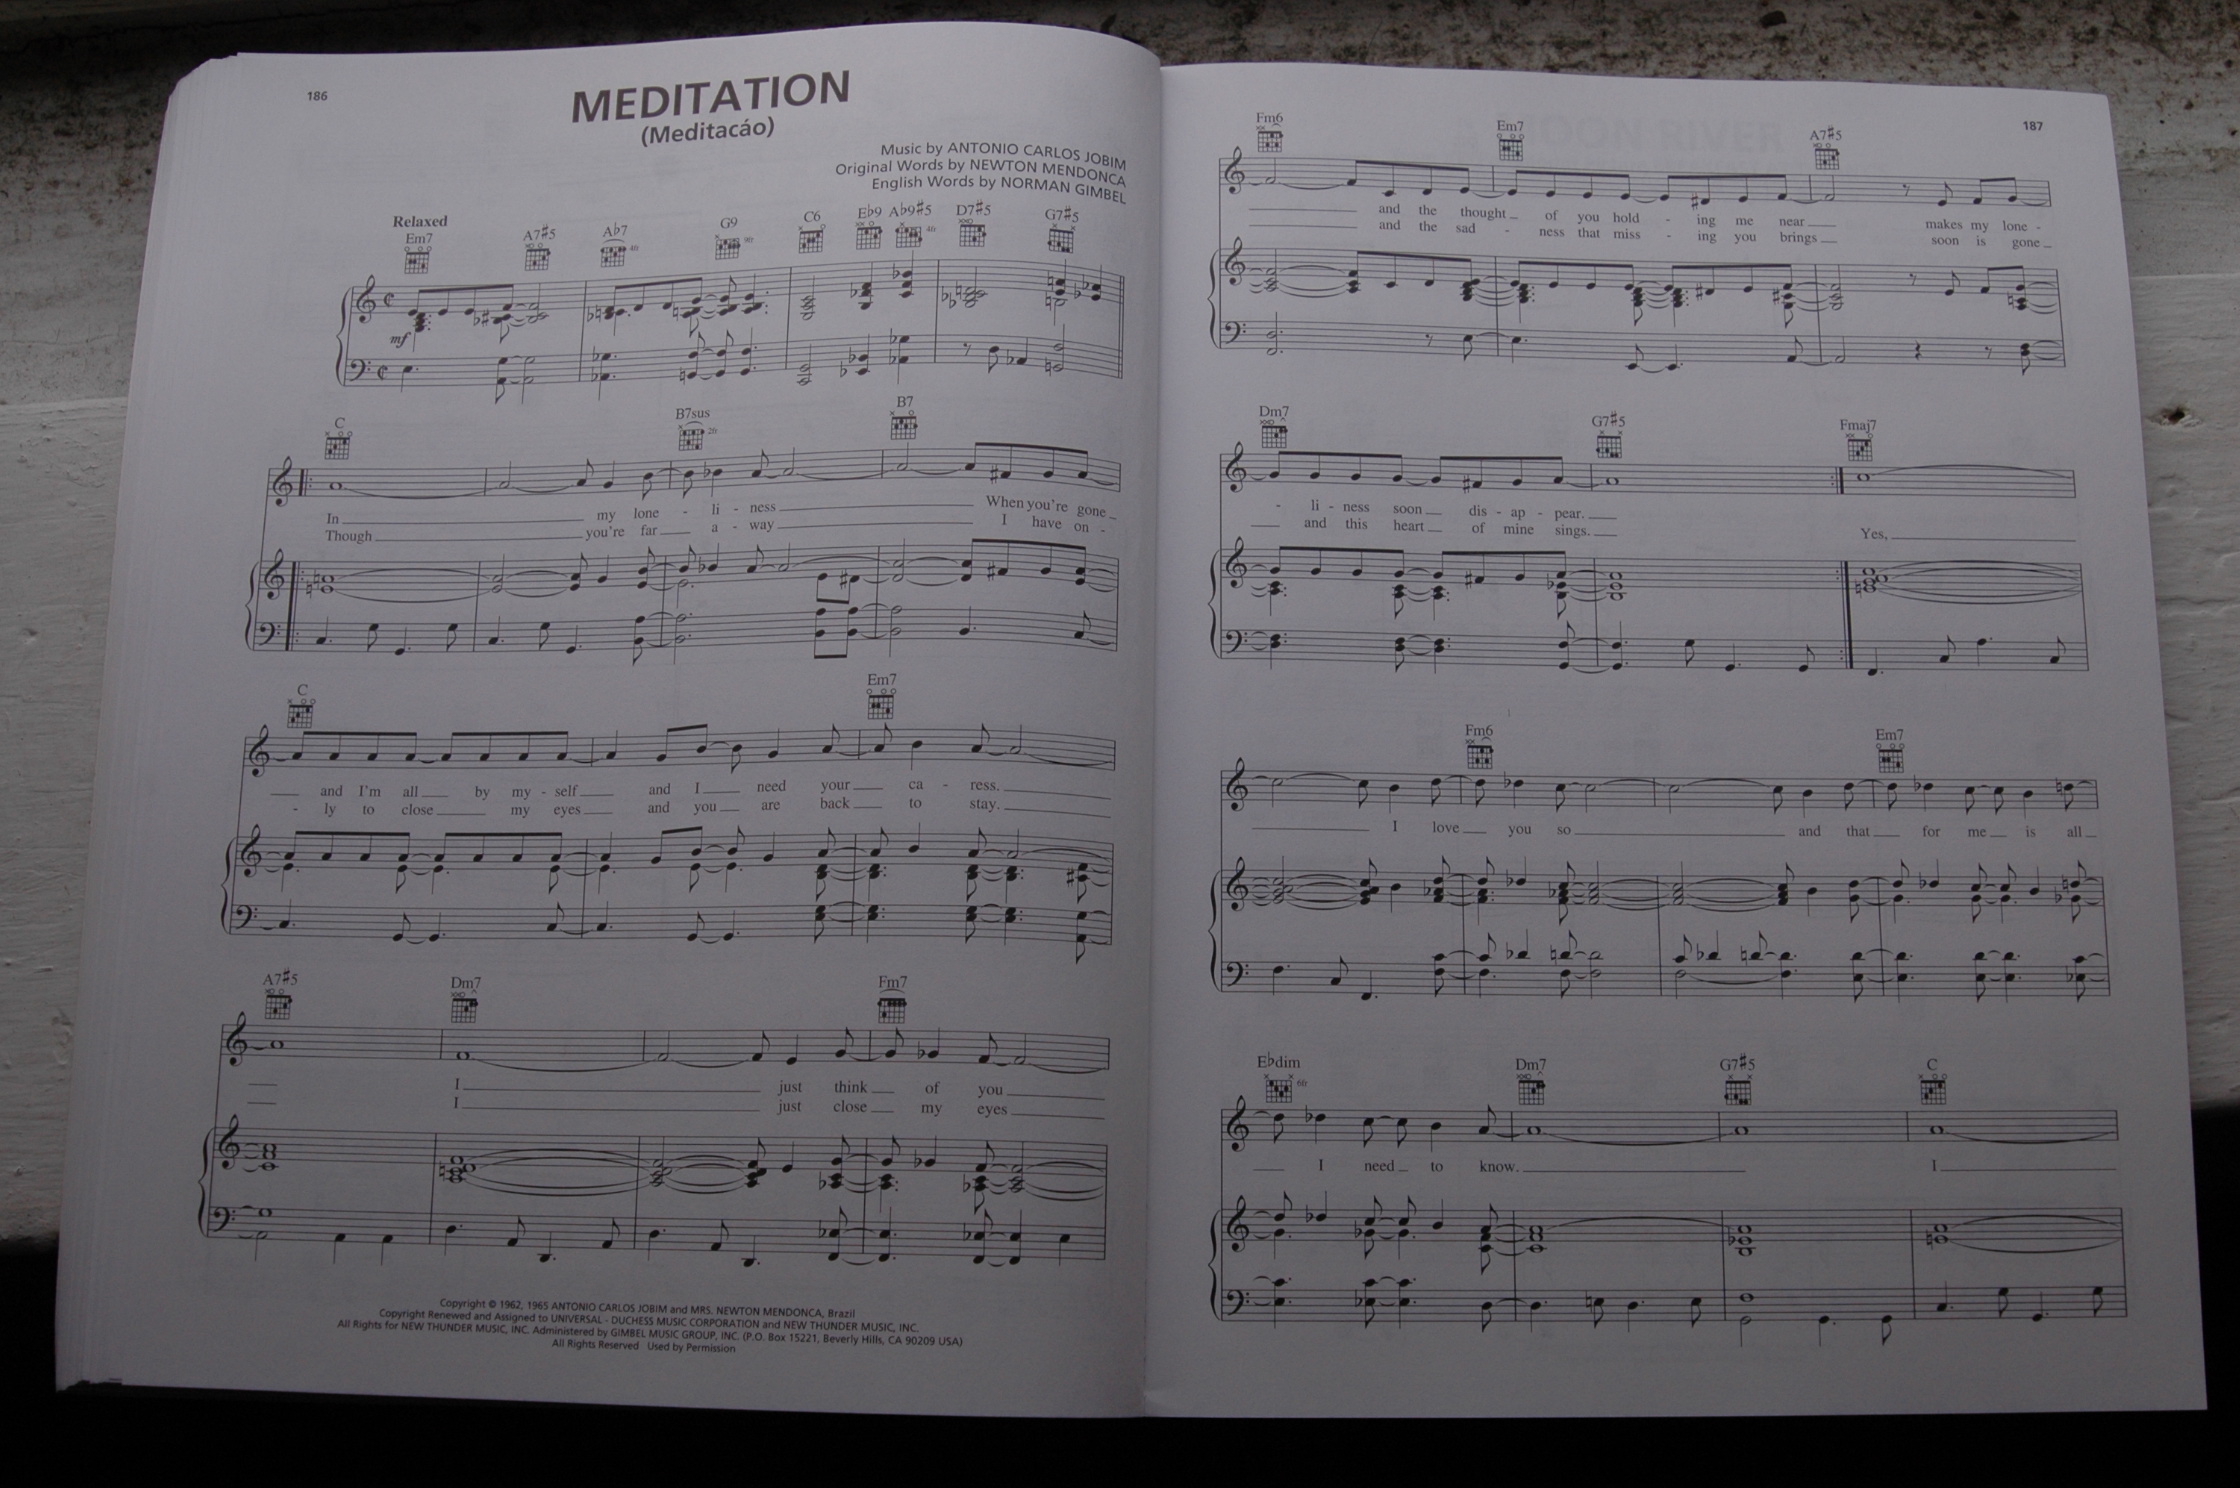 186
MEDITATION
(Meditacáo)
Music by ANTONIO CARLOS JOBIM
Original Words by NEWTON MENDONCA
English Words by NORMAN GIMBEL
Relaxed
Em7 A7#5 A♭7 G9 C6 E♭9 A♭9#5 D7#5 G7#5
4fr 9fr 4fr
mf
C B7sus B7
2fr
In my lone - li - ness When you're gone
Though you're far a - way I have on -
C Em7
and I'm all by my - self and I need your ca - ress.
- ly to close my eyes and you are back to stay.
A7#5 Dm7 Fm7
I just think of you
I just close my eyes
Copyright © 1962, 1965 ANTONIO CARLOS JOBIM and MRS. NEWTON MENDONCA, Brazil
Copyright Renewed and Assigned to UNIVERSAL - DUCHESS MUSIC CORPORATION and NEW THUNDER MUSIC, INC.
All Rights for NEW THUNDER MUSIC, INC. Administered by GIMBEL MUSIC GROUP, INC. (P.O. Box 15221, Beverly Hills, CA 90209 USA)
All Rights Reserved Used by Permission
187
Fm6 Em7 A7#5
and the thought of you hold - ing me near makes my lone -
and the sad - ness that miss - ing you brings soon is gone
Dm7 G7#5 Fmaj7
- li - ness soon dis - ap - pear. Yes,
and this heart of mine sings.
Fm6 Em7
I love you so and that for me is all
E♭dim Dm7 G7#5 C
6fr
I need to know. I